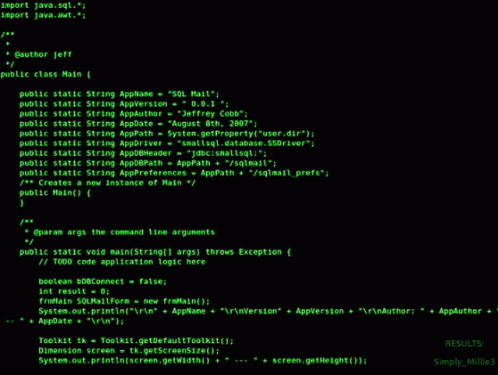 import java.sql.*;
import java.awt.*;
/**
*
* @author jeff
*/
public class Main {
public static String AppName = "SQL Mail";
public static String AppVersion = " 0.0.1 ";
public static String AppAuthor = "Jeffrey Cobb";
public static String AppDate = "August 8th, 2007";
public static String AppPath = System.getProperty("user.dir");
public static String AppDriver = "smallsql.database.SSDriver";
public static String AppDBHeader = "jdbc:smallsql:";
public static String AppDBPath = AppPath + "/sqlmail";
public static String AppPreferences = AppPath + "/sqlmail_prefs";
/** Creates a new instance of Main */
public Main() {
}
/**
* @param args the command line arguments
*/
public static void main(String[] args) throws Exception {
// TODO code application logic here
boolean bDBConnect = false;
int result = 0;
frmMain SQLMailForm = new frmMain();
System.out.println("\r\n" + AppName + "\r\nVersion" + AppVersion + "\r\nAuthor: " + AppAuthor + "
-- " + AppDate + "\r\n");
Toolkit tk = Toolkit.getDefaultToolkit();
Dimension screen = tk.getScreenSize();
System.out.println(screen.getWidth() + " --- " + screen.getHeight());
RESULTS:
Simply_Millie3